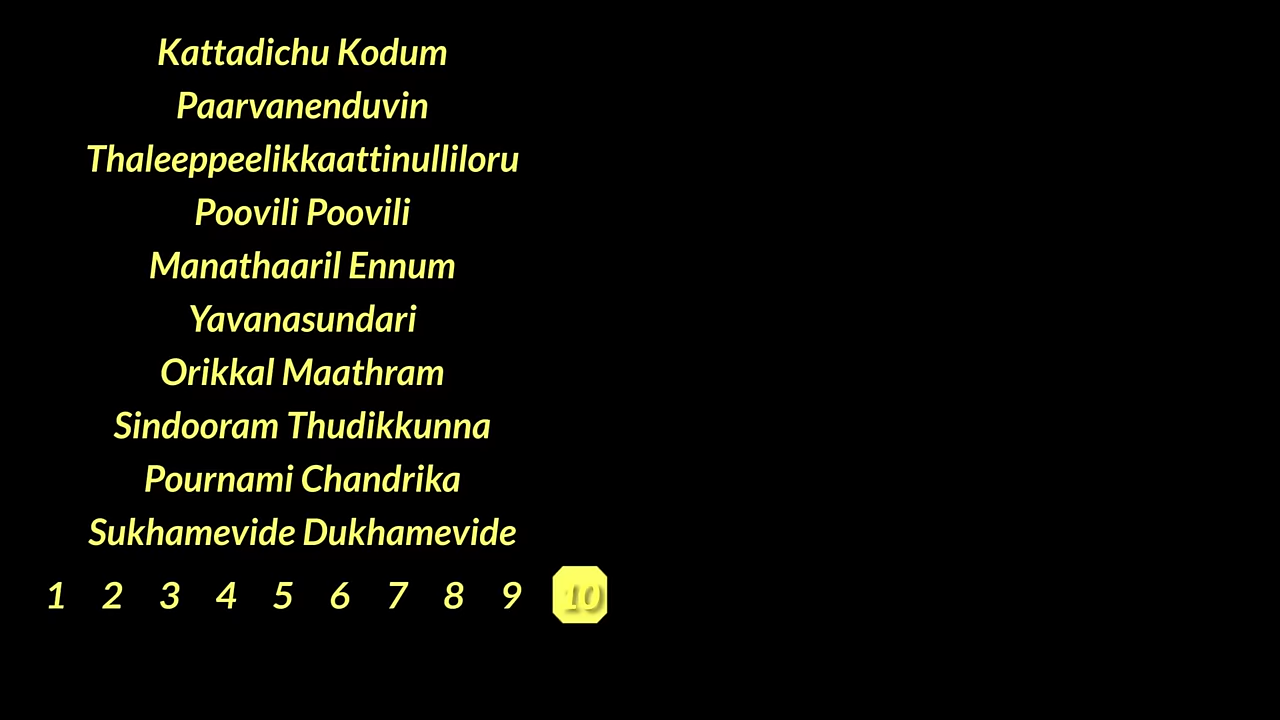 Kattadichu Kodum
Paarvanenduvin
Thaleeppeelikkaattinulliloru
Poovili Poovili
Manathaaril Ennum
Yavanasundari
Orikkal Maathram
Sindooram Thudikkunna
Pournami Chandrika
Sukhamevide Dukhamevide
1 2 3 4 5 6 7 8 9 10